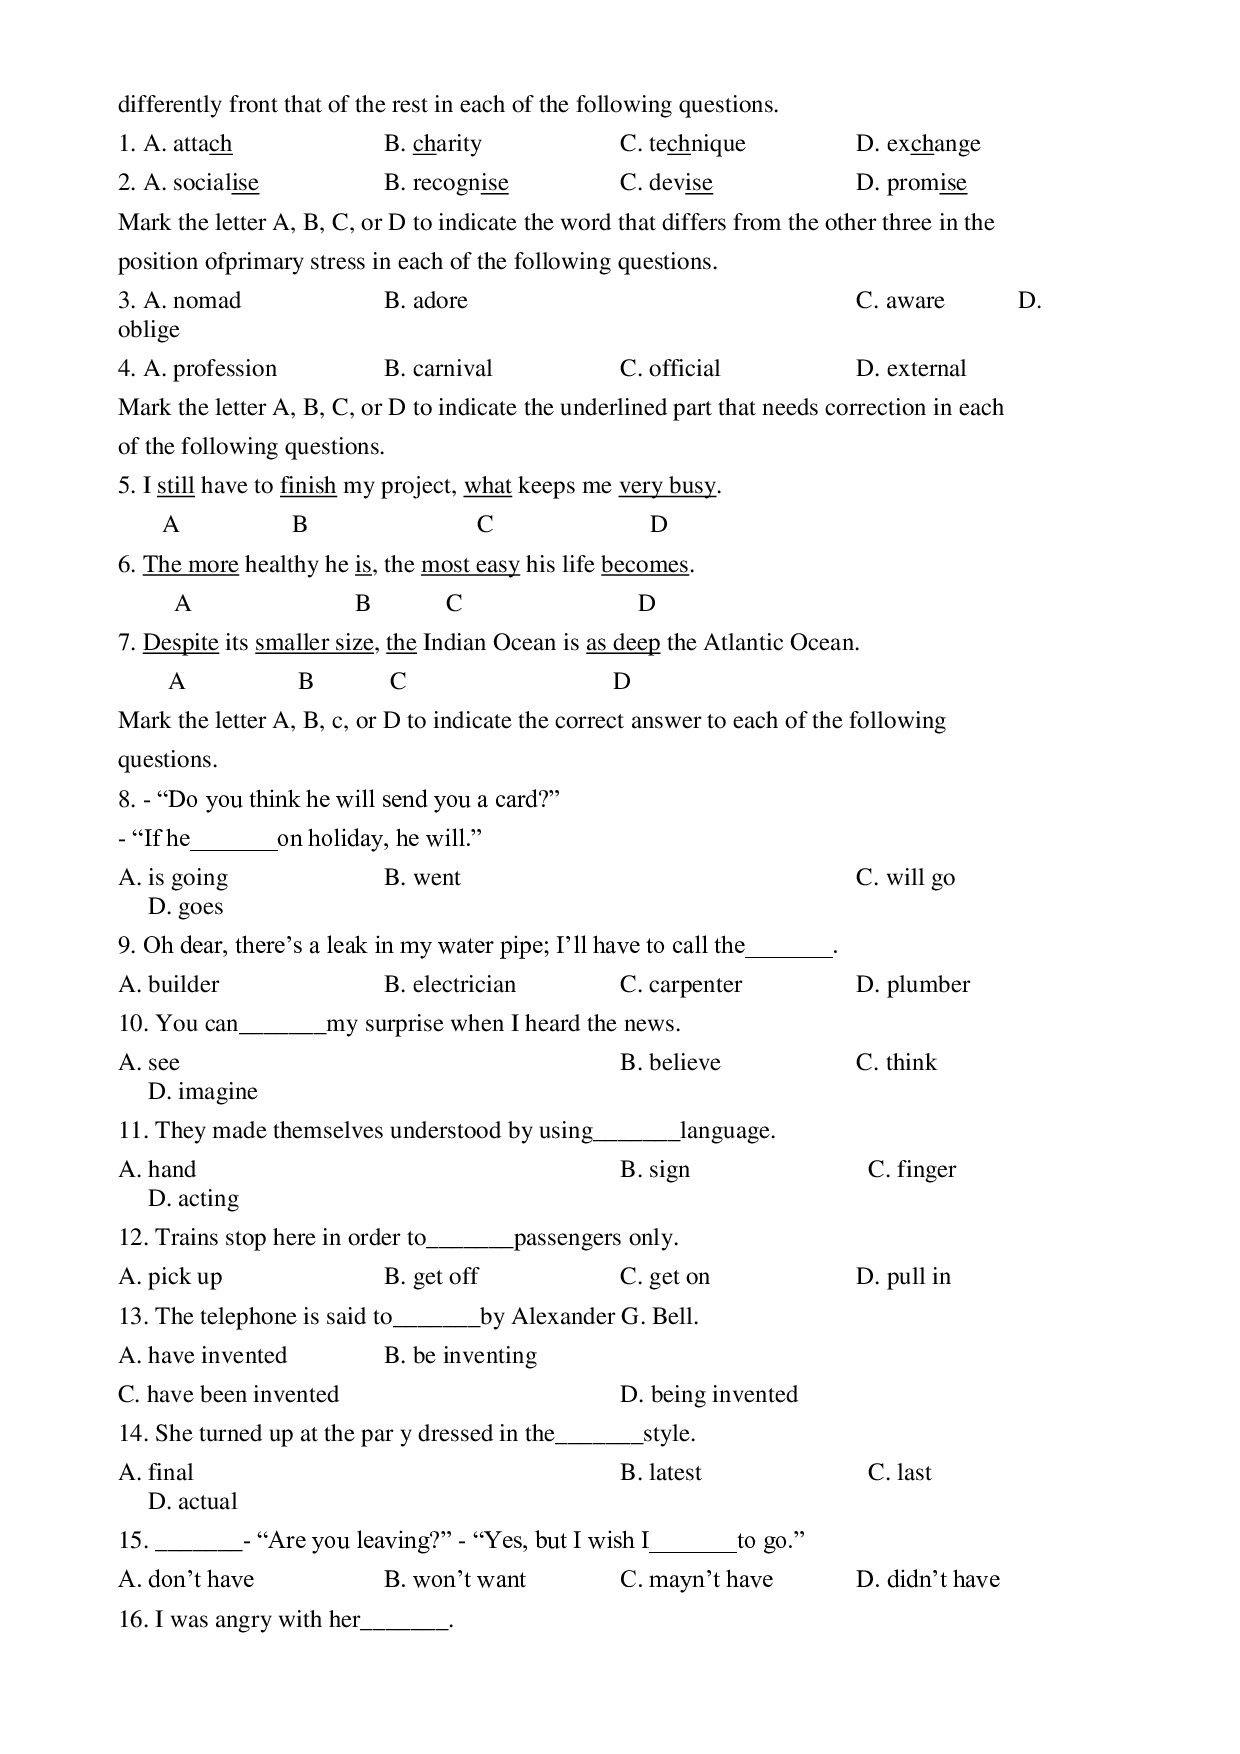 differently front that of the rest in each of the following questions.
1. A. attach B. charity C. technique D. exchange
2. A. socialise B. recognise C. devise D. promise
Mark the letter A, B, C, or D to indicate the word that differs from the other three in the
position ofprimary stress in each of the following questions.
3. A. nomad B. adore C. aware D.
oblige
4. A. profession B. carnival C. official D. external
Mark the letter A, B, C, or D to indicate the underlined part that needs correction in each
of the following questions.
5. I still have to finish my project, what keeps me very busy.
A B C D
6. The more healthy he is, the most easy his life becomes.
A B C D
7. Despite its smaller size, the Indian Ocean is as deep the Atlantic Ocean.
A B C D
Mark the letter A, B, c, or D to indicate the correct answer to each of the following
questions.
8. - “Do you think he will send you a card?”
- “If he_______on holiday, he will.”
A. is going B. went C. will go
D. goes
9. Oh dear, there’s a leak in my water pipe; I’ll have to call the_______.
A. builder B. electrician C. carpenter D. plumber
10. You can_______my surprise when I heard the news.
A. see B. believe C. think
D. imagine
11. They made themselves understood by using_______language.
A. hand B. sign C. finger
D. acting
12. Trains stop here in order to_______passengers only.
A. pick up B. get off C. get on D. pull in
13. The telephone is said to_______by Alexander G. Bell.
A. have invented B. be inventing
C. have been invented D. being invented
14. She turned up at the par y dressed in the_______style.
A. final B. latest C. last
D. actual
15. _______- “Are you leaving?” - “Yes, but I wish I_______to go.”
A. don’t have B. won’t want C. mayn’t have D. didn’t have
16. I was angry with her_______.